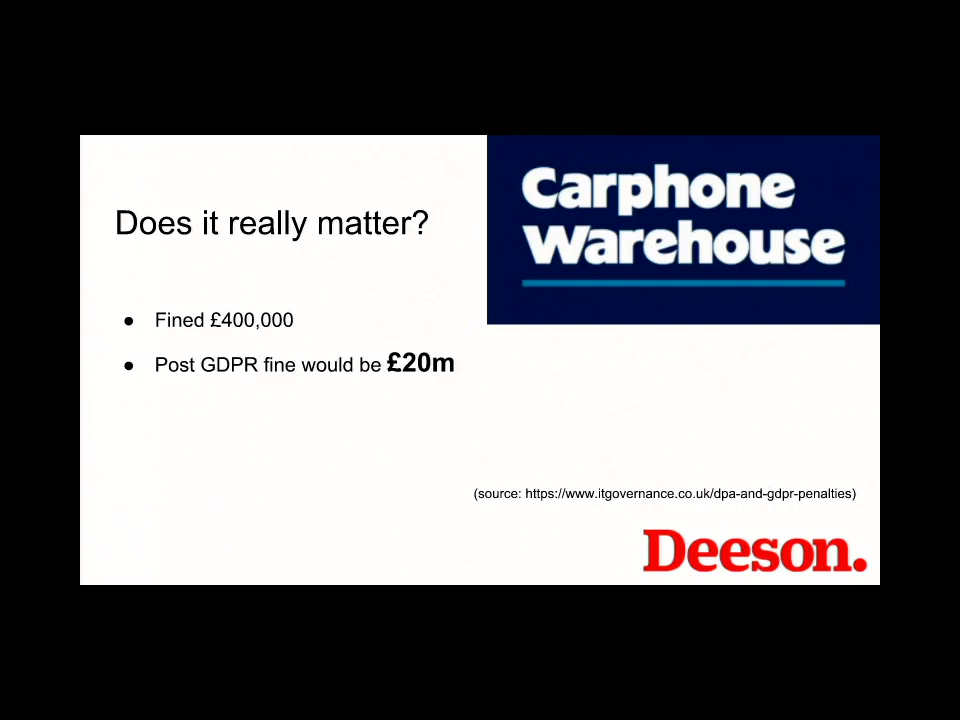 Carphone
Warehouse
Does it really matter?
● Fined £400,000
● Post GDPR fine would be £20m
(source: https://www.itgovernance.co.uk/dpa-and-gdpr-penalties)
Deeson.